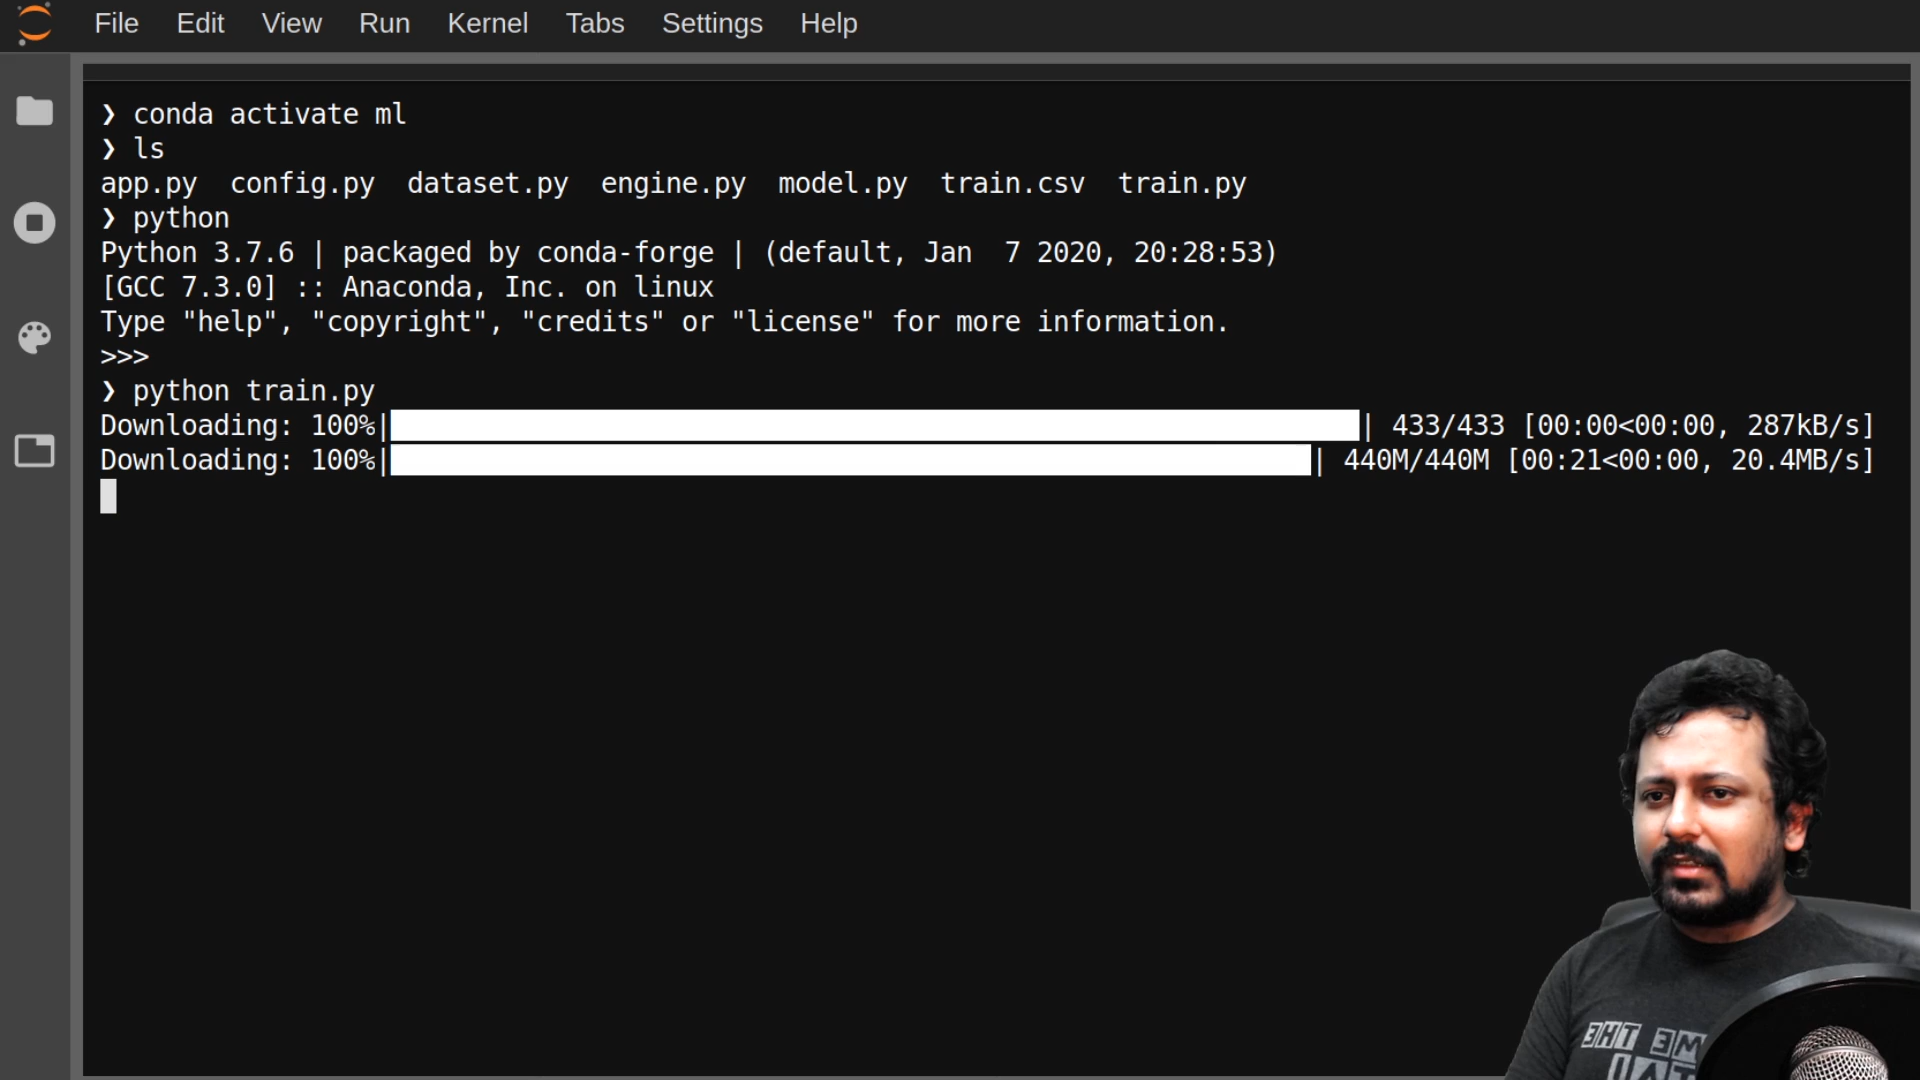 File Edit View Run Kernel Tabs Settings Help
❯ conda activate ml
❯ ls
app.py config.py dataset.py engine.py model.py train.csv train.py
❯ python
Python 3.7.6 | packaged by conda-forge | (default, Jan 7 2020, 20:28:53)
[GCC 7.3.0] :: Anaconda, Inc. on linux
Type "help", "copyright", "credits" or "license" for more information.
>>>
❯ python train.py
Downloading: 100%| | 433/433 [00:00<00:00, 287kB/s]
Downloading: 100%| | 440M/440M [00:21<00:00, 20.4MB/s]